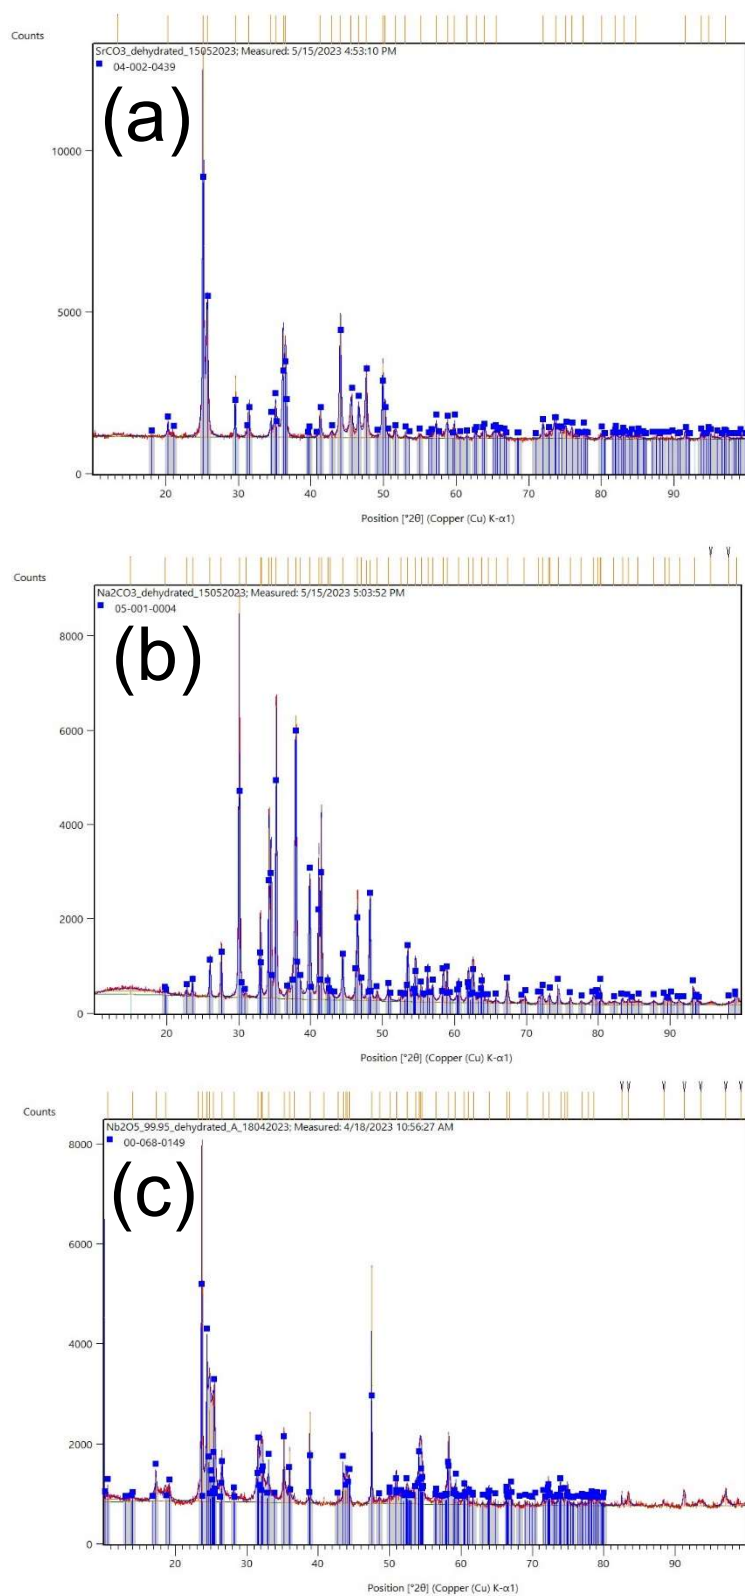 Counts
SrCO3_dehydrated_15052023; Measured: 5/15/2023 4:53:10 PM
04-002-0439
(a)
10000
5000
0
20 30 40 50 60 70 80 90
Position [°2θ] (Copper (Cu) K-α1)
Counts
Na2CO3_dehydrated_15052023; Measured: 5/15/2023 5:03:52 PM
05-001-0004
(b)
8000
6000
4000
2000
0
20 30 40 50 60 70 80 90
Position [°2θ] (Copper (Cu) K-α1)
Counts
Nb2O5_99.95_dehydrated_A_18042023; Measured: 4/18/2023 10:56:27 AM
00-068-0149
(c)
8000
6000
4000
2000
0
20 30 40 50 60 70 80 90
Position [°2θ] (Copper (Cu) K-α1)